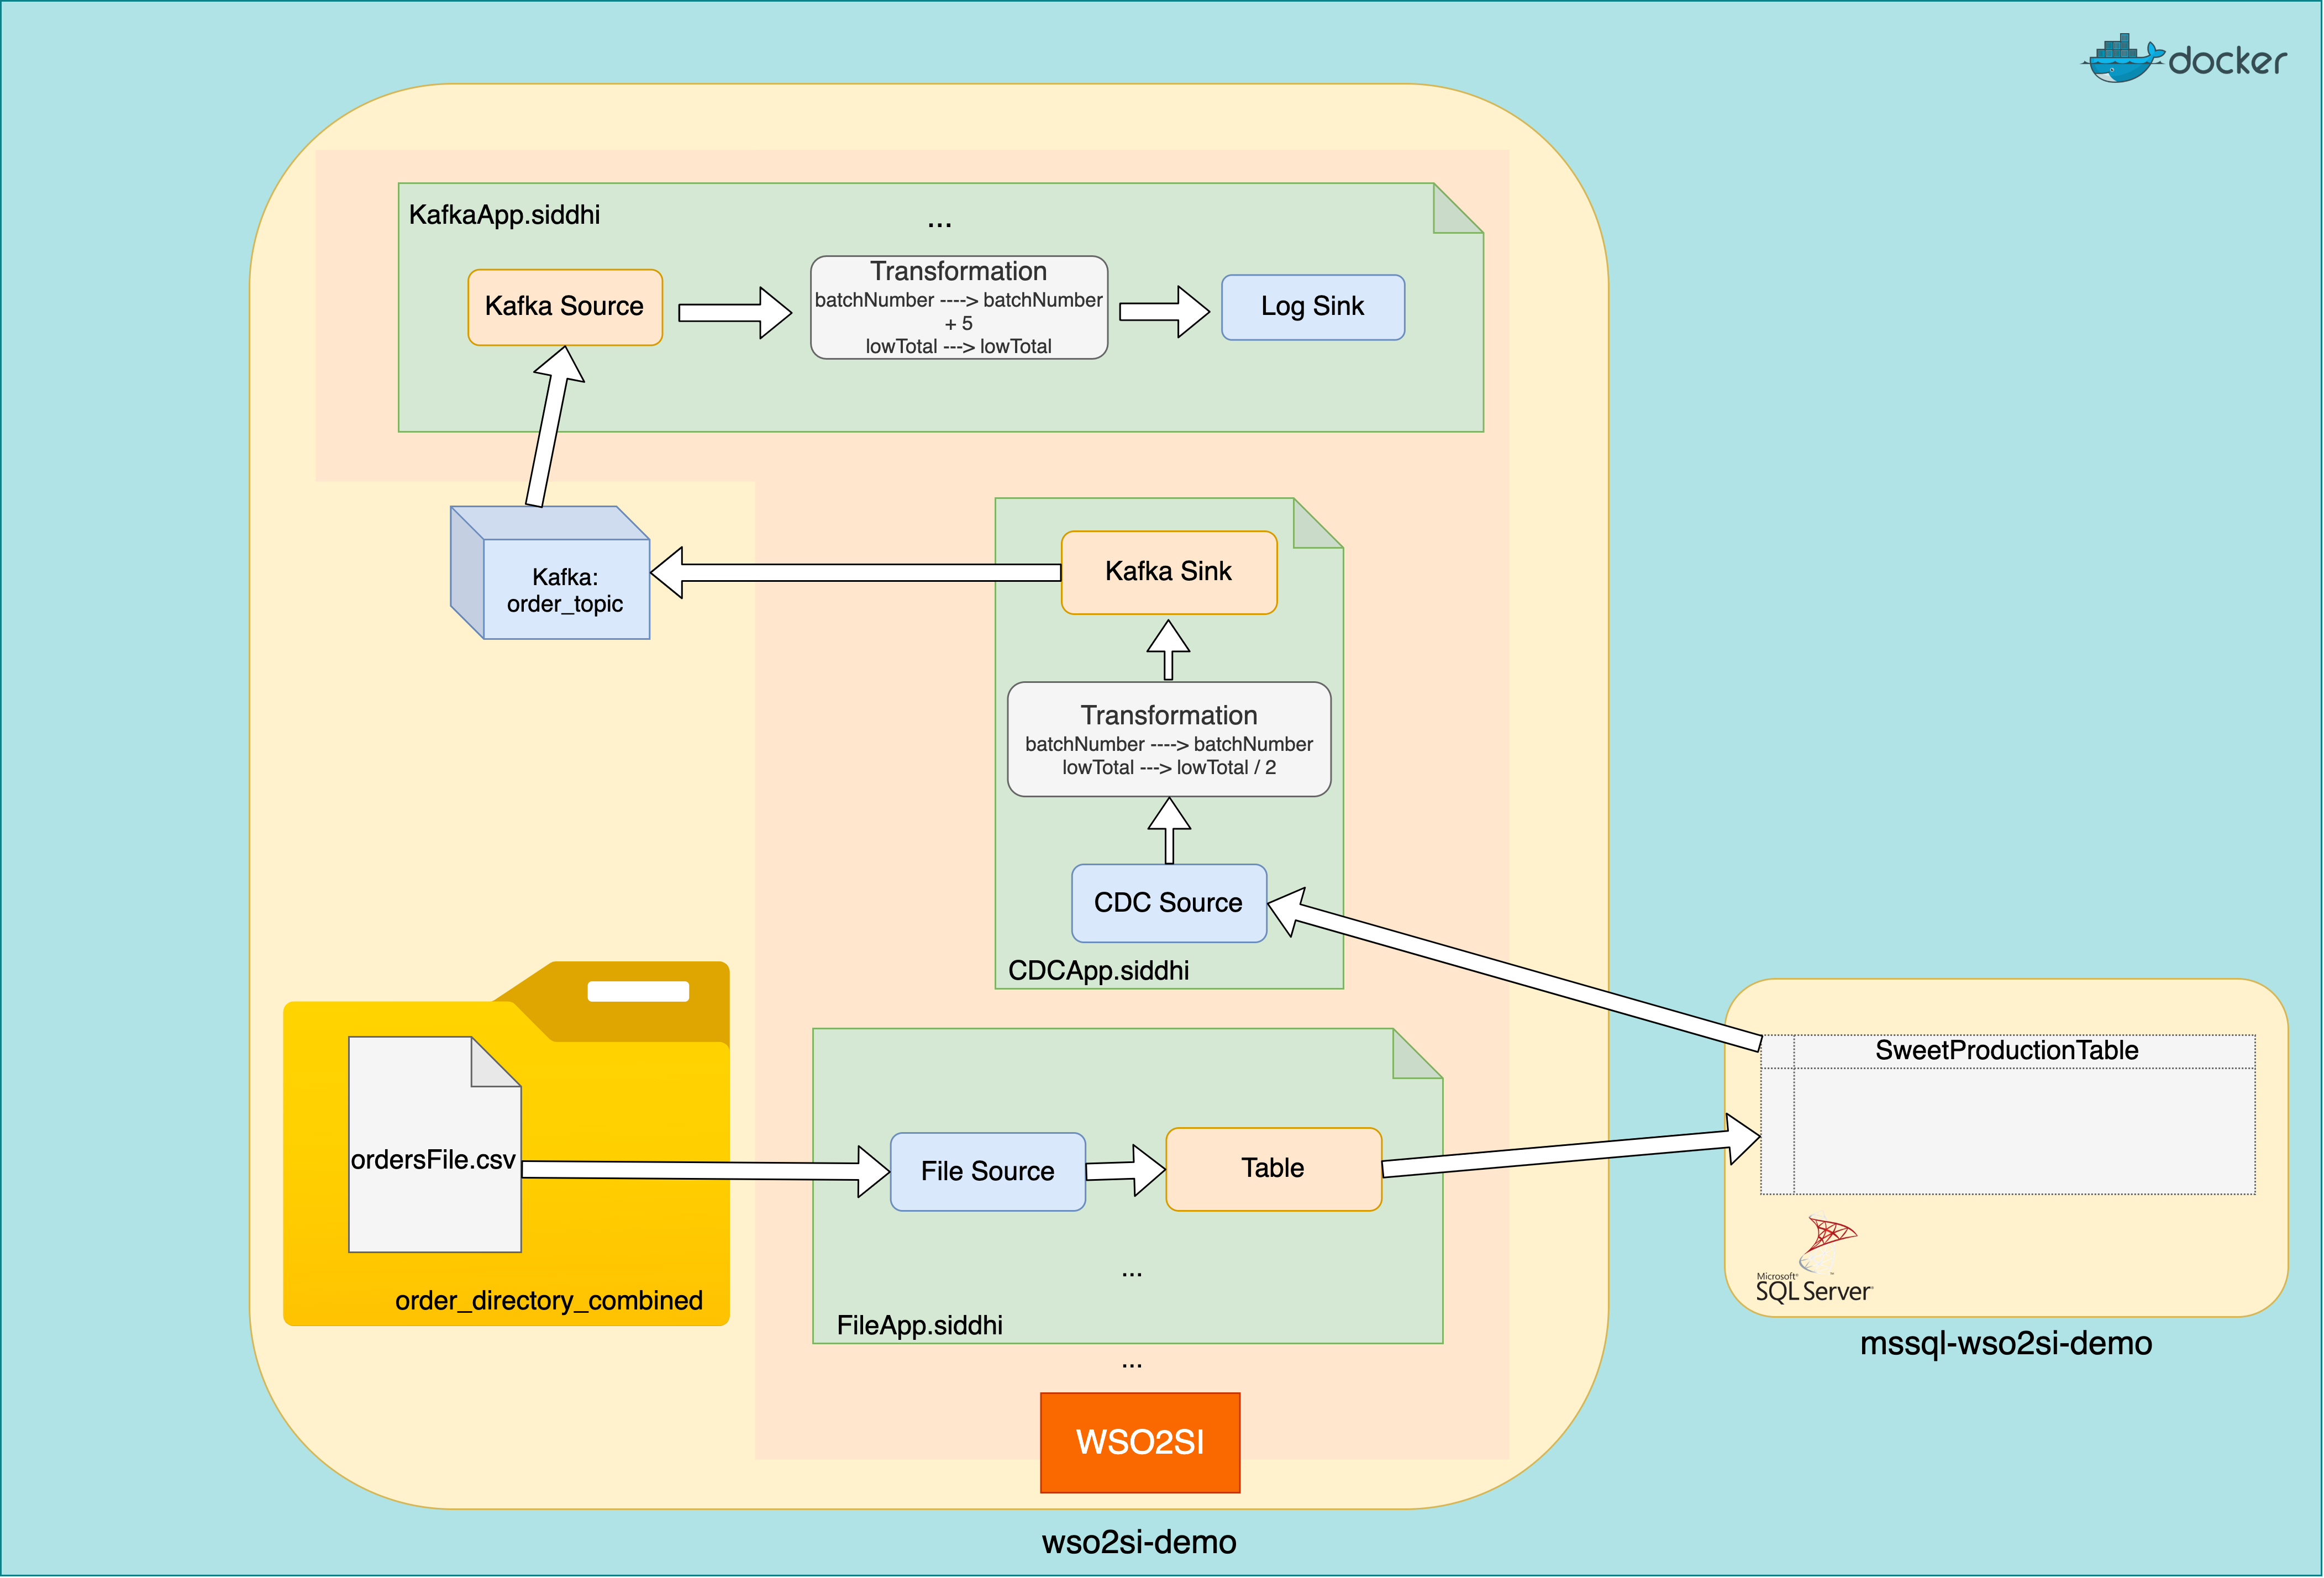 docker
KafkaApp.siddhi
...
Kafka Source
Transformation
batchNumber ----> batchNumber
+ 5
lowTotal ---> lowTotal
Log Sink
Kafka:
order_topic
Kafka Sink
Transformation
batchNumber ----> batchNumber
lowTotal ---> lowTotal / 2
CDC Source
CDCApp.siddhi
ordersFile.csv
order_directory_combined
File Source
Table
...
FileApp.siddhi
...
WSO2SI
wso2si-demo
SweetProductionTable
Microsoft®
SQL Server®
mssql-wso2si-demo